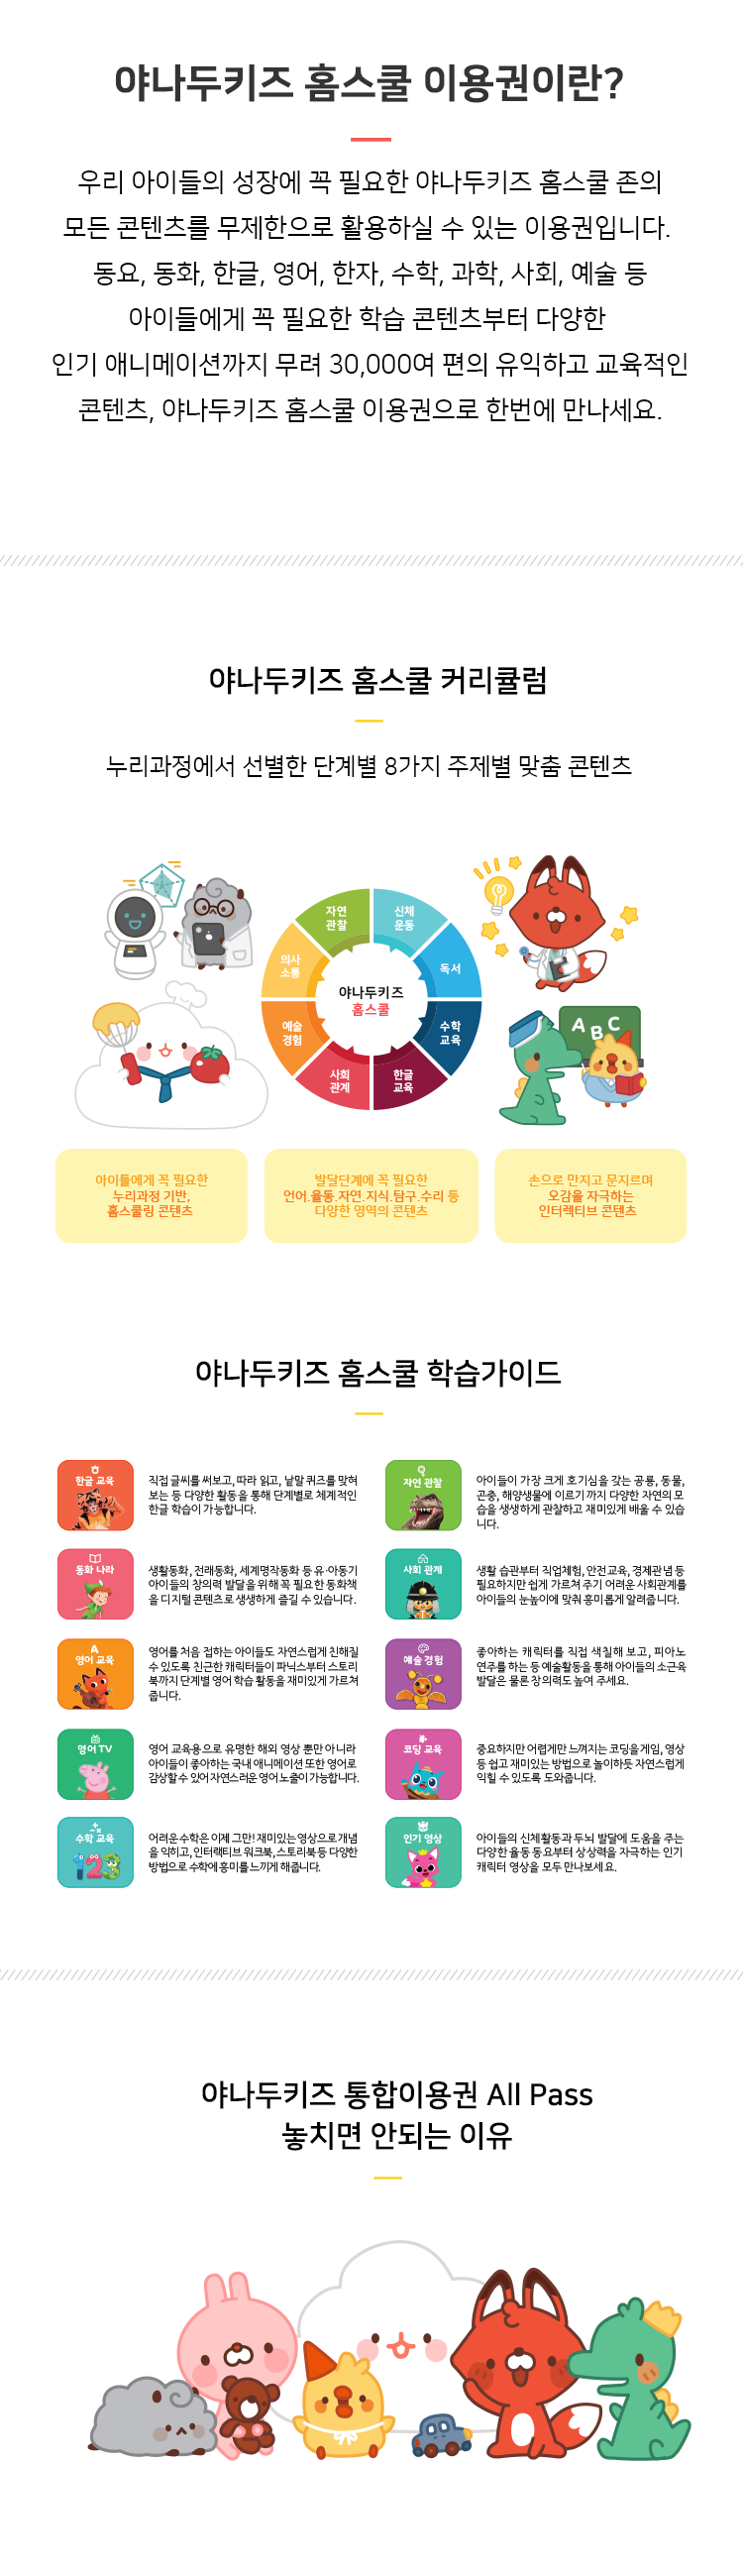 야나두키즈 홈스쿨 이용권이란?
우리 아이들의 성장에 꼭 필요한 야나두키즈 홈스쿨 존의
모든 콘텐츠를 무제한으로 활용하실 수 있는 이용권입니다.
동요, 동화, 한글, 영어, 한자, 수학, 과학, 사회, 예술 등
아이들에게 꼭 필요한 학습 콘텐츠부터 다양한
인기 애니메이션까지 무려 30,000여 편의 유익하고 교육적인
콘텐츠, 야나두키즈 홈스쿨 이용권으로 한번에 만나세요.
야나두키즈 홈스쿨 커리큘럼
누리과정에서 선별한 단계별 8가지 주제별 맞춤 콘텐츠
자연
관찰
신체
운동
의사
소통
독서
야나두키즈
홈스쿨
예술
경험
수학
교육
사회
관계
한글
교육
A B C
아이들에게 꼭 필요한
누리과정 기반,
홈스쿨링 콘텐츠
발달단계에 꼭 필요한
언어.율동.자연.지식.탐구.수리 등
다양한 영역의 콘텐츠
손으로 만지고 문지르며
오감을 자극하는
인터렉티브 콘텐츠
야나두키즈 홈스쿨 학습가이드
한글 교육
직접 글씨를 써보고, 따라 읽고, 낱말 퀴즈를 맞혀
보는 등 다양한 활동을 통해 단계별로 체계적인
한글 학습이 가능합니다.
자연 관찰
아이들이 가장 크게 호기심을 갖는 공룡, 동물,
곤충, 해양생물에 이르기 까지 다양한 자연의 모
습을 생생하게 관찰하고 재미있게 배울 수 있습
니다.
동화 나라
생활동화, 전래동화, 세계명작동화 등 유·아동기
아이들의 창의력 발달을 위해 꼭 필요한 동화책
을 디지털 콘텐츠로 생생하게 즐길 수 있습니다.
사회 관계
생활 습관부터 직업체험, 안전 교육, 경제관념 등
필요하지만 쉽게 가르쳐 주기 어려운 사회관계를
아이들의 눈높이에 맞춰 흥미롭게 알려줍니다.
A
영어 교육
영어를 처음 접하는 아이들도 자연스럽게 친해질
수 있도록 친근한 캐릭터들이 파닉스부터 스토리
북까지 단계별 영어 학습 활동을 재미있게 가르쳐
줍니다.
예술 경험
좋아하는 캐릭터를 직접 색칠해 보고, 피아노
연주를 하는 등 예술활동을 통해 아이들의 소근육
발달은 물론 창의력도 높여 주세요.
영어 TV
영어 교육용으로 유명한 해외 영상 뿐만 아니라
아이들이 좋아하는 국내 애니메이션 또한 영어로
감상할 수 있어 자연스러운 영어 노출이 가능합니다.
코딩 교육
중요하지만 어렵게만 느껴지는 코딩을 게임, 영상
등 쉽고 재미있는 방법으로 놀이하듯 자연스럽게
익힐 수 있도록 도와줍니다.
수학 교육
123
어려운 수학은 이제 그만! 재미있는 영상으로 개념
을 익히고, 인터랙티브 워크북, 스토리북 등 다양한
방법으로 수학에 흥미를 느끼게 해줍니다.
인기 영상
아이들의 신체활동과 두뇌 발달에 도움을 주는
다양한 율동 동요부터 상상력을 자극하는 인기
캐릭터 영상을 모두 만나보세요.
야나두키즈 통합이용권 All Pass
놓치면 안되는 이유